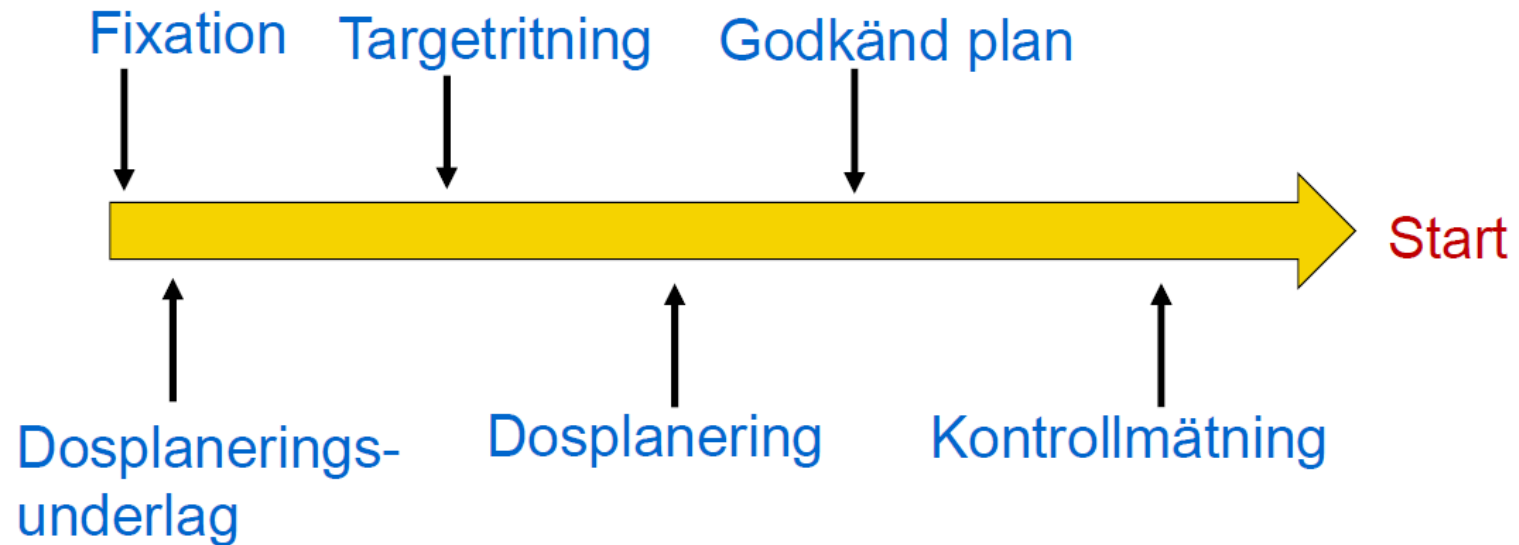 Fixation
Targetritning
Godkänd plan
Start
Dosplanerings-
underlag
Dosplanering
Kontrollmätning